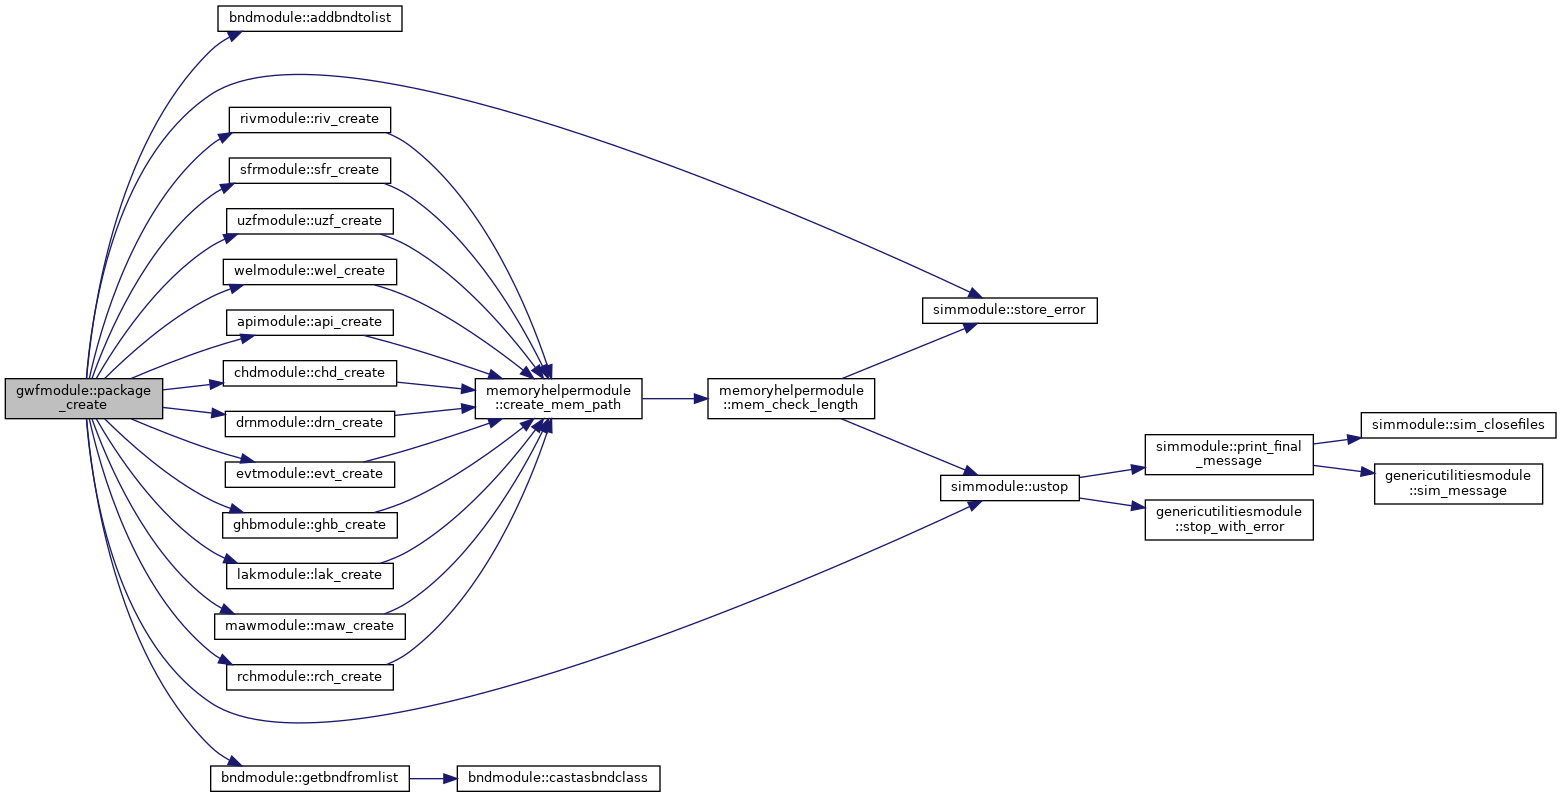 bndmodule::addbndtolist
rivmodule::riv_create
sfrmodule::sfr_create
uzfmodule::uzf_create
welmodule::wel_create
apimodule::api_create
chdmodule::chd_create
drnmodule::drn_create
evtmodule::evt_create
ghbmodule::ghb_create
lakmodule::lak_create
mawmodule::maw_create
rchmodule::rch_create
bndmodule::getbndfromlist
gwfmodule::package
_create
memoryhelpermodule
::create_mem_path
bndmodule::castasbndclass
memoryhelpermodule
::mem_check_length
simmodule::store_error
simmodule::ustop
simmodule::print_final
_message
genericutilitiesmodule
::stop_with_error
simmodule::sim_closefiles
genericutilitiesmodule
::sim_message